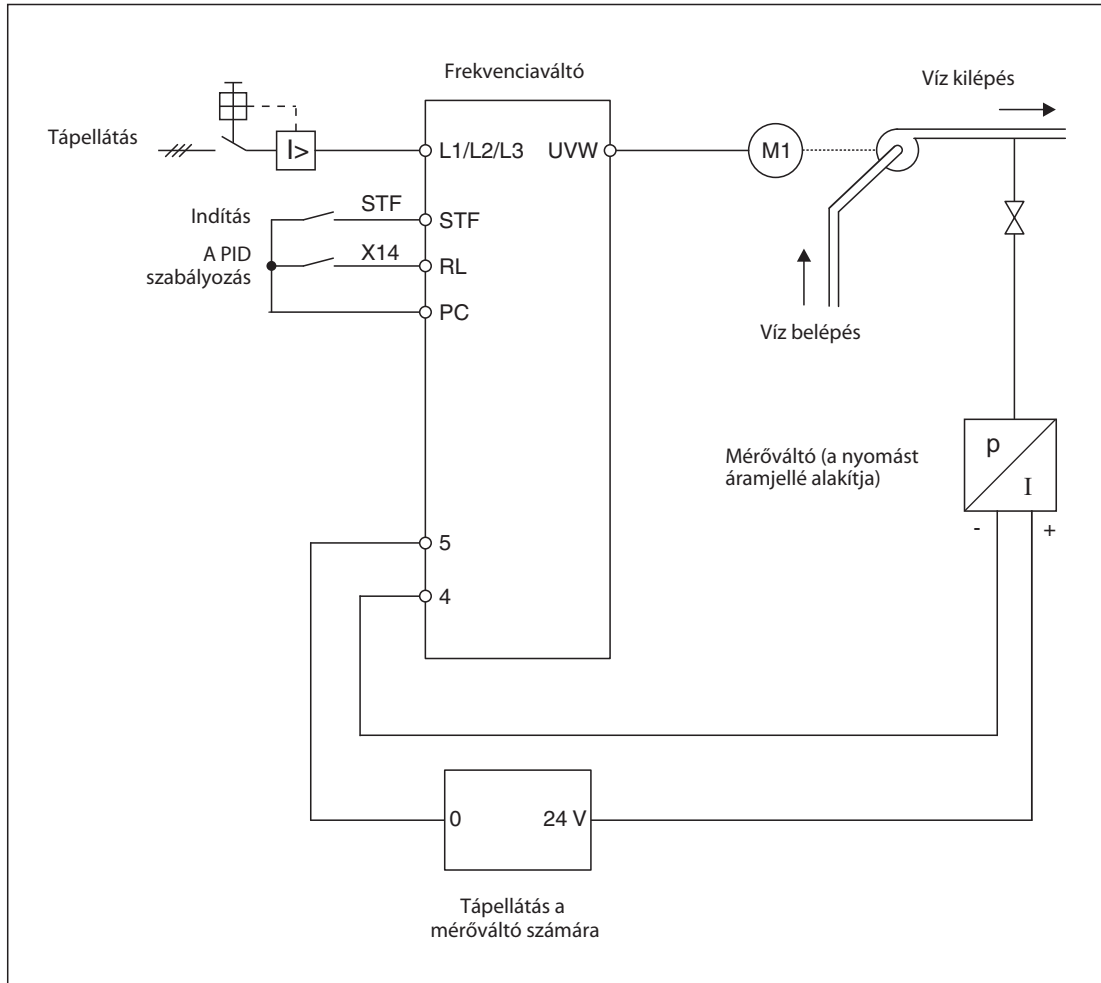 Frekvenciaváltó
Víz kilépés
Tápellátás
I>
L1/L2/L3
UVW
M1
Indítás
STF
STF
A PID
szabályozás
X14
RL
PC
Víz belépés
Mérőváltó (a nyomást
áramjellé alakítja)
p
I
- +
5
4
0
24 V
Tápellátás a
mérőváltó számára